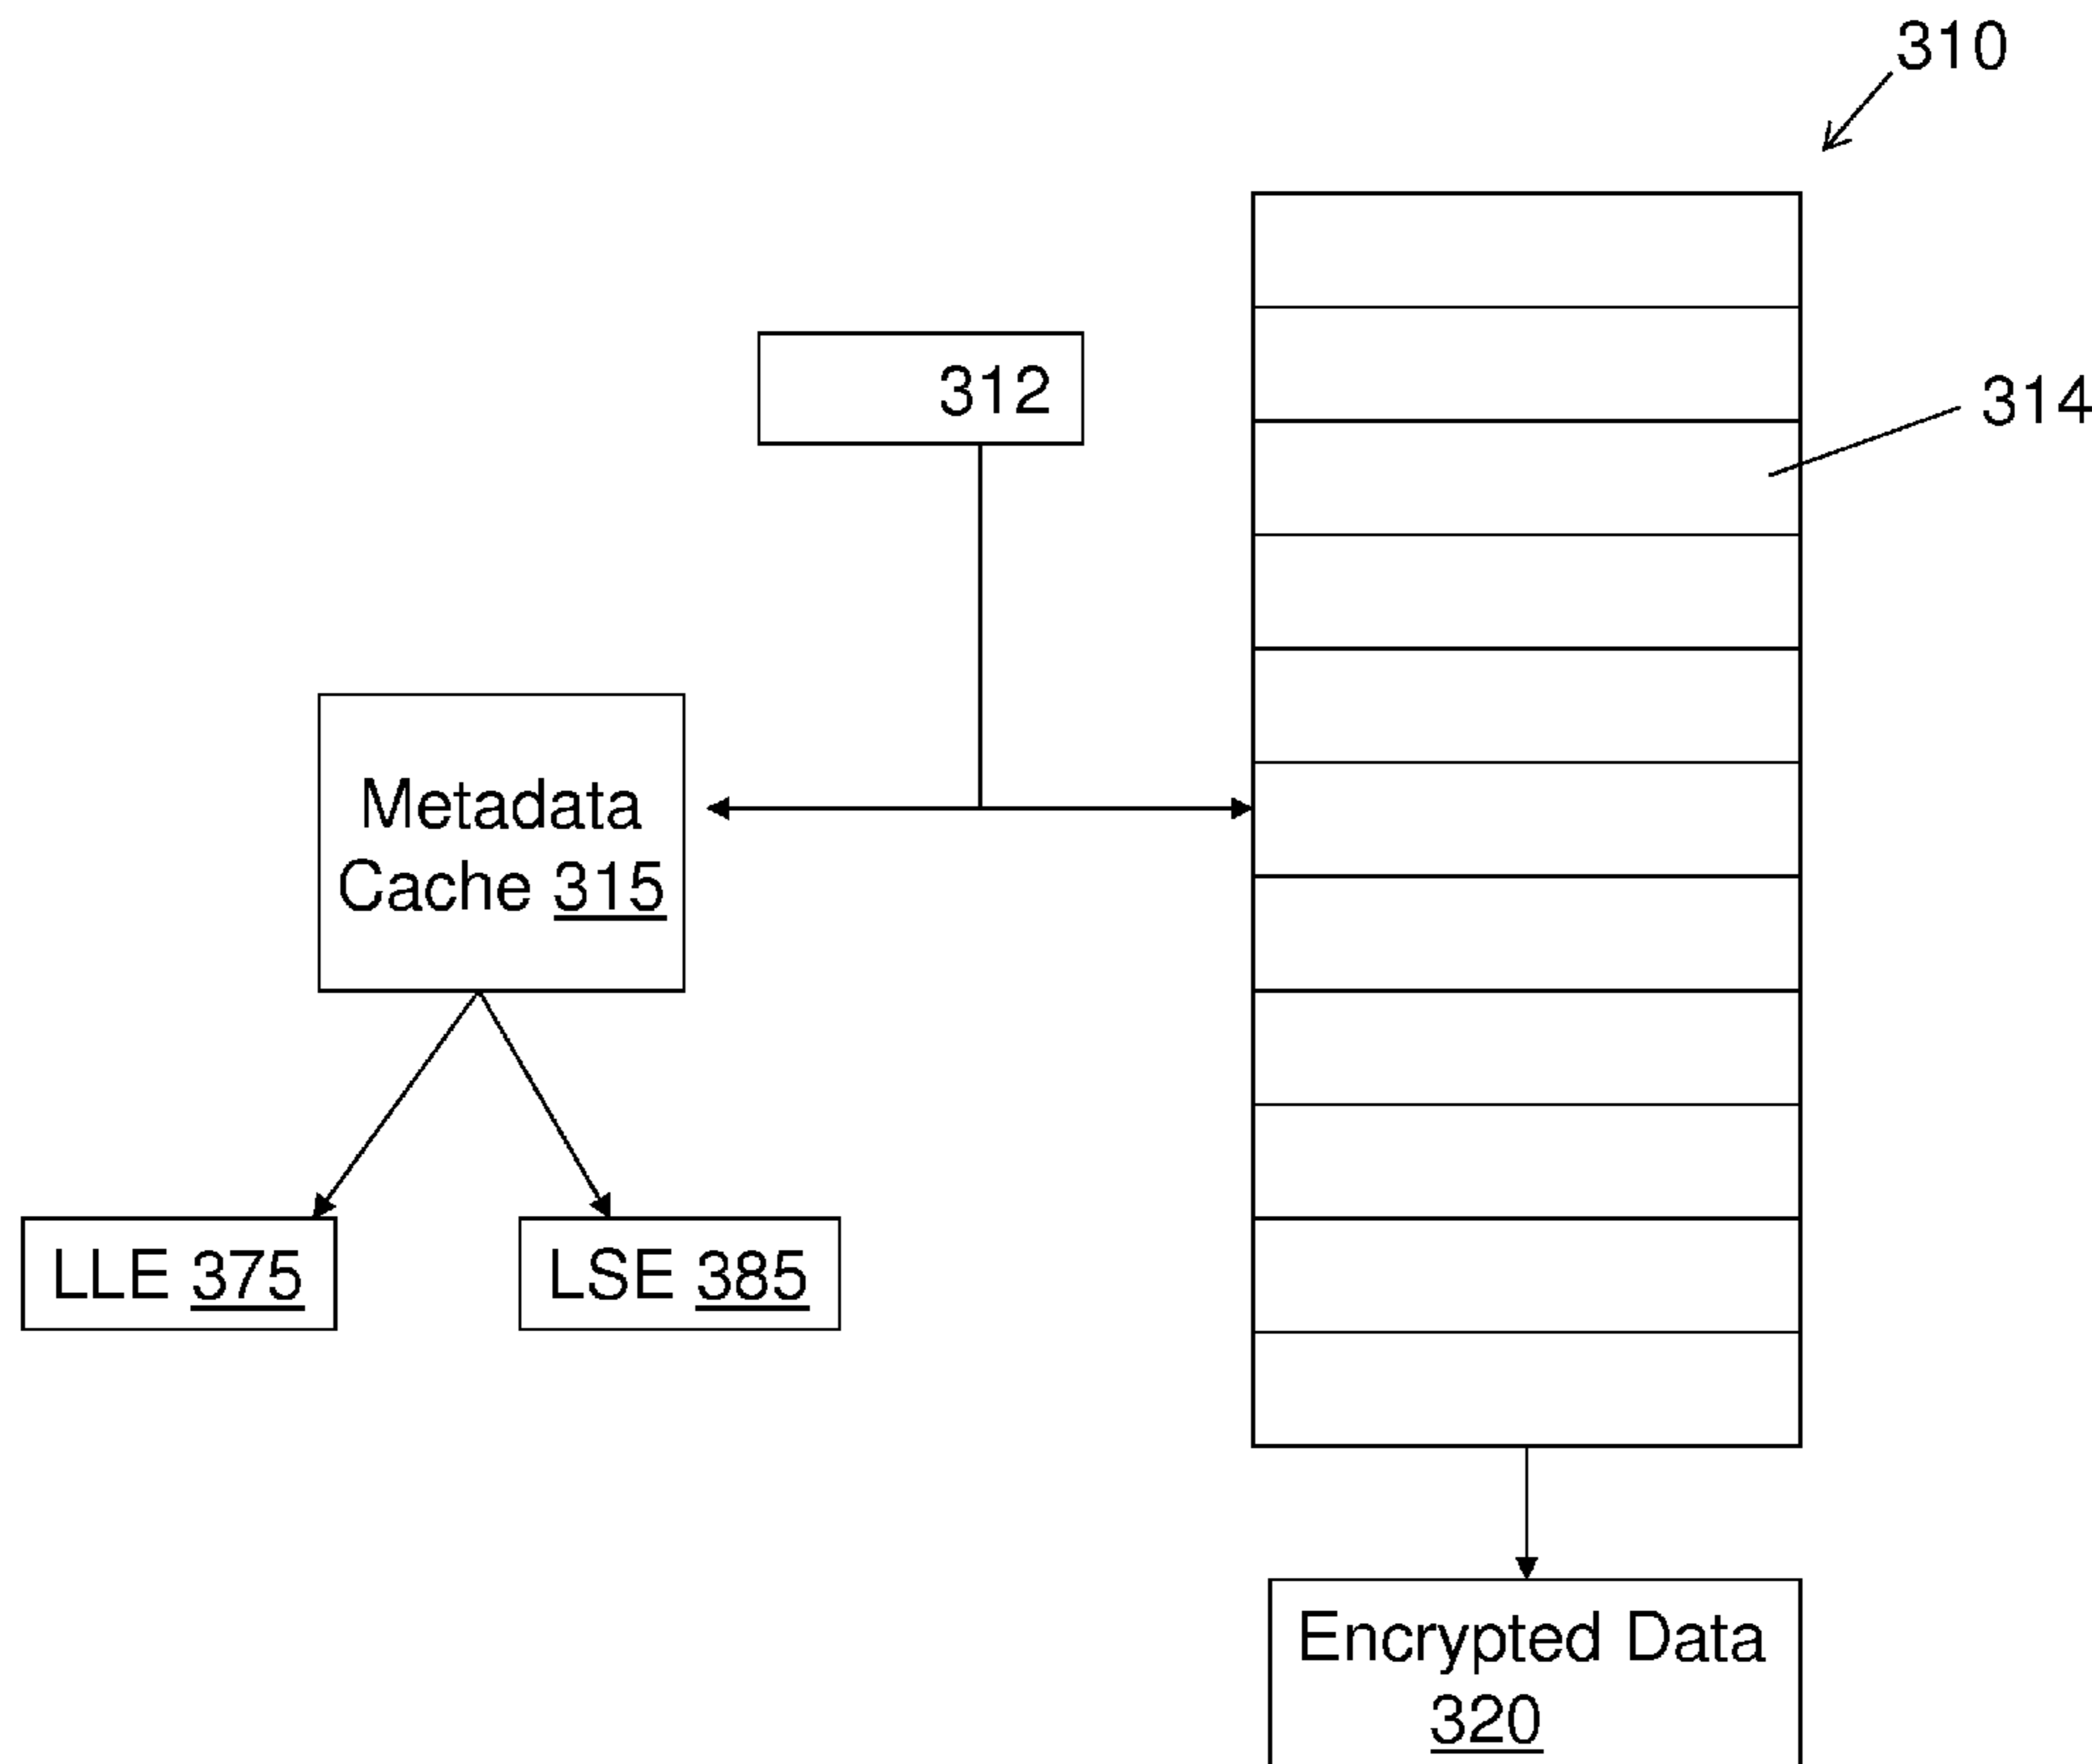 310
312
314
Metadata
Cache 315
LLE 375
LSE 385
Encrypted Data
320